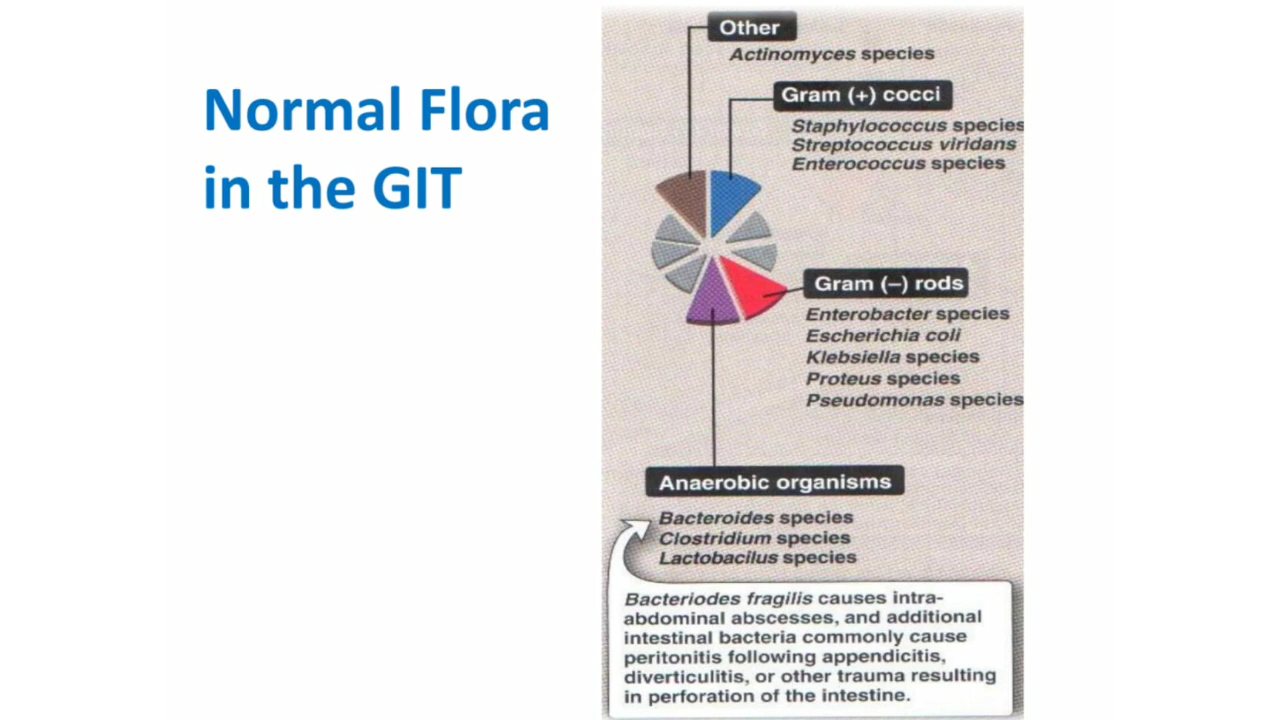 Normal Flora
in the GIT
Other
Actinomyces species
Gram (+) cocci
Staphylococcus species
Streptococcus viridans
Enterococcus species
Gram (–) rods
Enterobacter species
Escherichia coli
Klebsiella species
Proteus species
Pseudomonas species
Anaerobic organisms
Bacteroides species
Clostridium species
Lactobacilus species
Bacteriodes fragilis causes intra-
abdominal abscesses, and additional
intestinal bacteria commonly cause
peritonitis following appendicitis,
diverticulitis, or other trauma resulting
in perforation of the intestine.